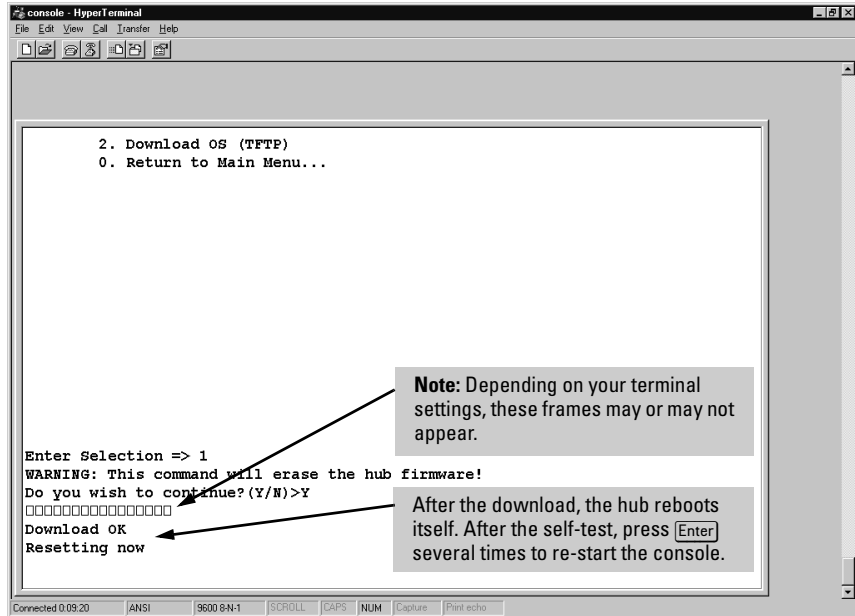 console - HyperTerminal
File Edit View Call Transfer Help
2. Download OS (TFTP)
0. Return to Main Menu...
Note: Depending on your terminal
settings, these frames may or may not
appear.
Enter Selection => 1
WARNING: This command will erase the hub firmware!
Do you wish to continue?(Y/N)>Y
□□□□□□□□□□□□□□□□
Download OK
Resetting now
After the download, the hub reboots
itself. After the self-test, press Enter
several times to re-start the console.
Connected 0:09:20 ANSI 9600 8-N-1 SCROLL CAPS NUM Capture Print echo